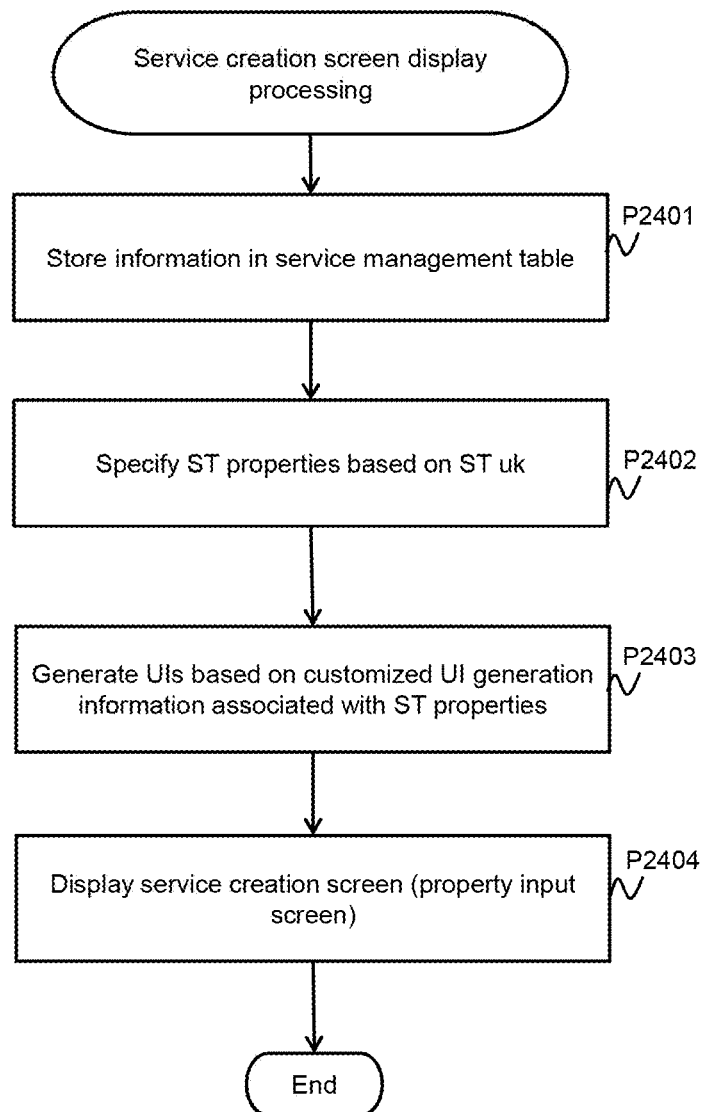 Service creation screen display
processing
P2401
Store information in service management table
P2402
Specify ST properties based on ST uk
P2403
Generate UIs based on customized UI generation
information associated with ST properties
P2404
Display service creation screen (property input
screen)
End